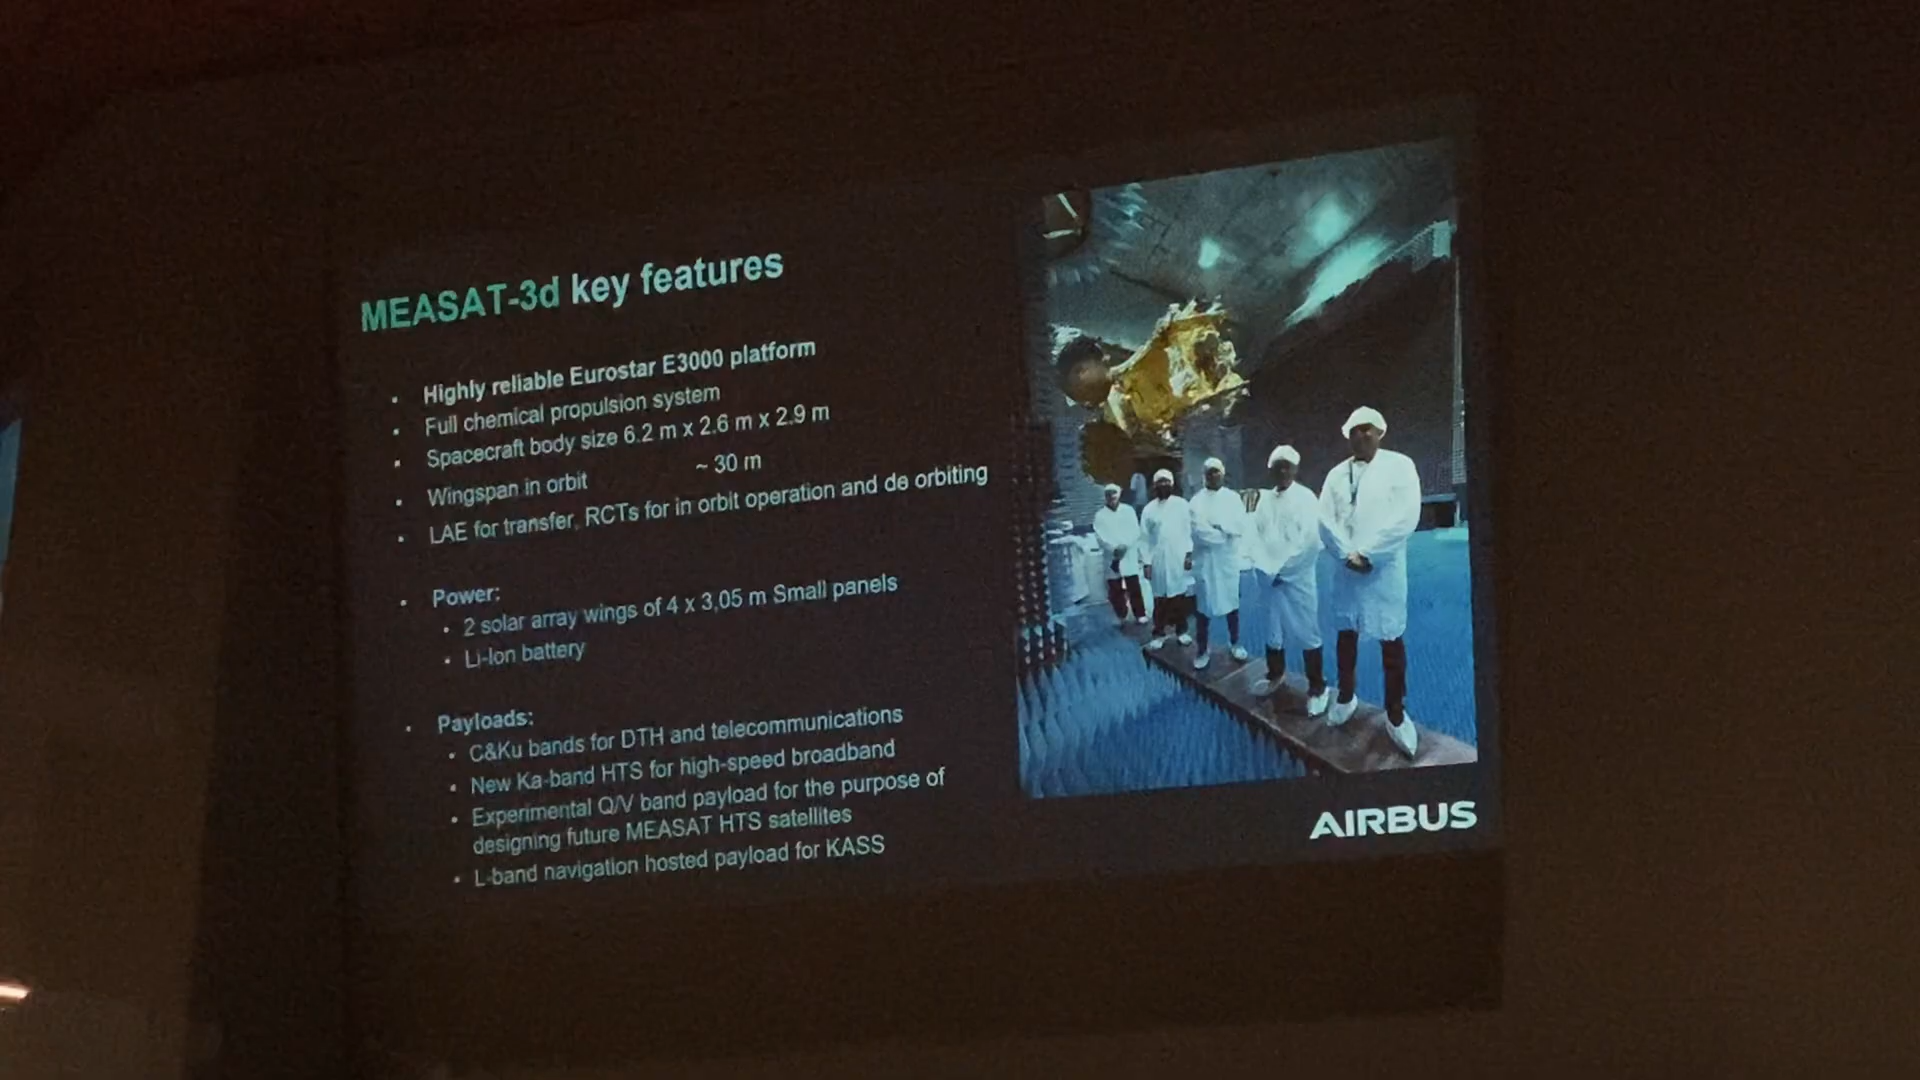 MEASAT-3d key features
• Highly reliable Eurostar E3000 platform
• Full chemical propulsion system
• Spacecraft body size 6.2 m x 2.6 m x 2.9 m
• Wingspan in orbit ~ 30 m
• LAE for transfer, RCTs for in orbit operation and de orbiting
• Power:
• 2 solar array wings of 4 x 3,05 m Small panels
• Li-Ion battery
• Payloads:
• C&Ku bands for DTH and telecommunications
• New Ka-band HTS for high-speed broadband
• Experimental Q/V band payload for the purpose of
designing future MEASAT HTS satellites
• L-band navigation hosted payload for KASS
AIRBUS